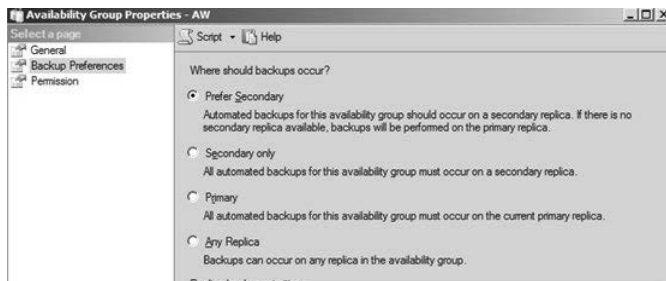 Availability Group Properties - AW
Select a page
General
Backup Preferences
Permission
Script
Help
Where should backups occur?
Prefer Secondary
Automated backups for this availability group should occur on a secondary replica. If there is no
secondary replica available, backups will be performed on the primary replica.
Secondary only
All automated backups for this availability group must occur on a secondary replica.
Primary
All automated backups for this availability group must occur on the current primary replica.
Any Replica
Backups can occur on any replica in the availability group.